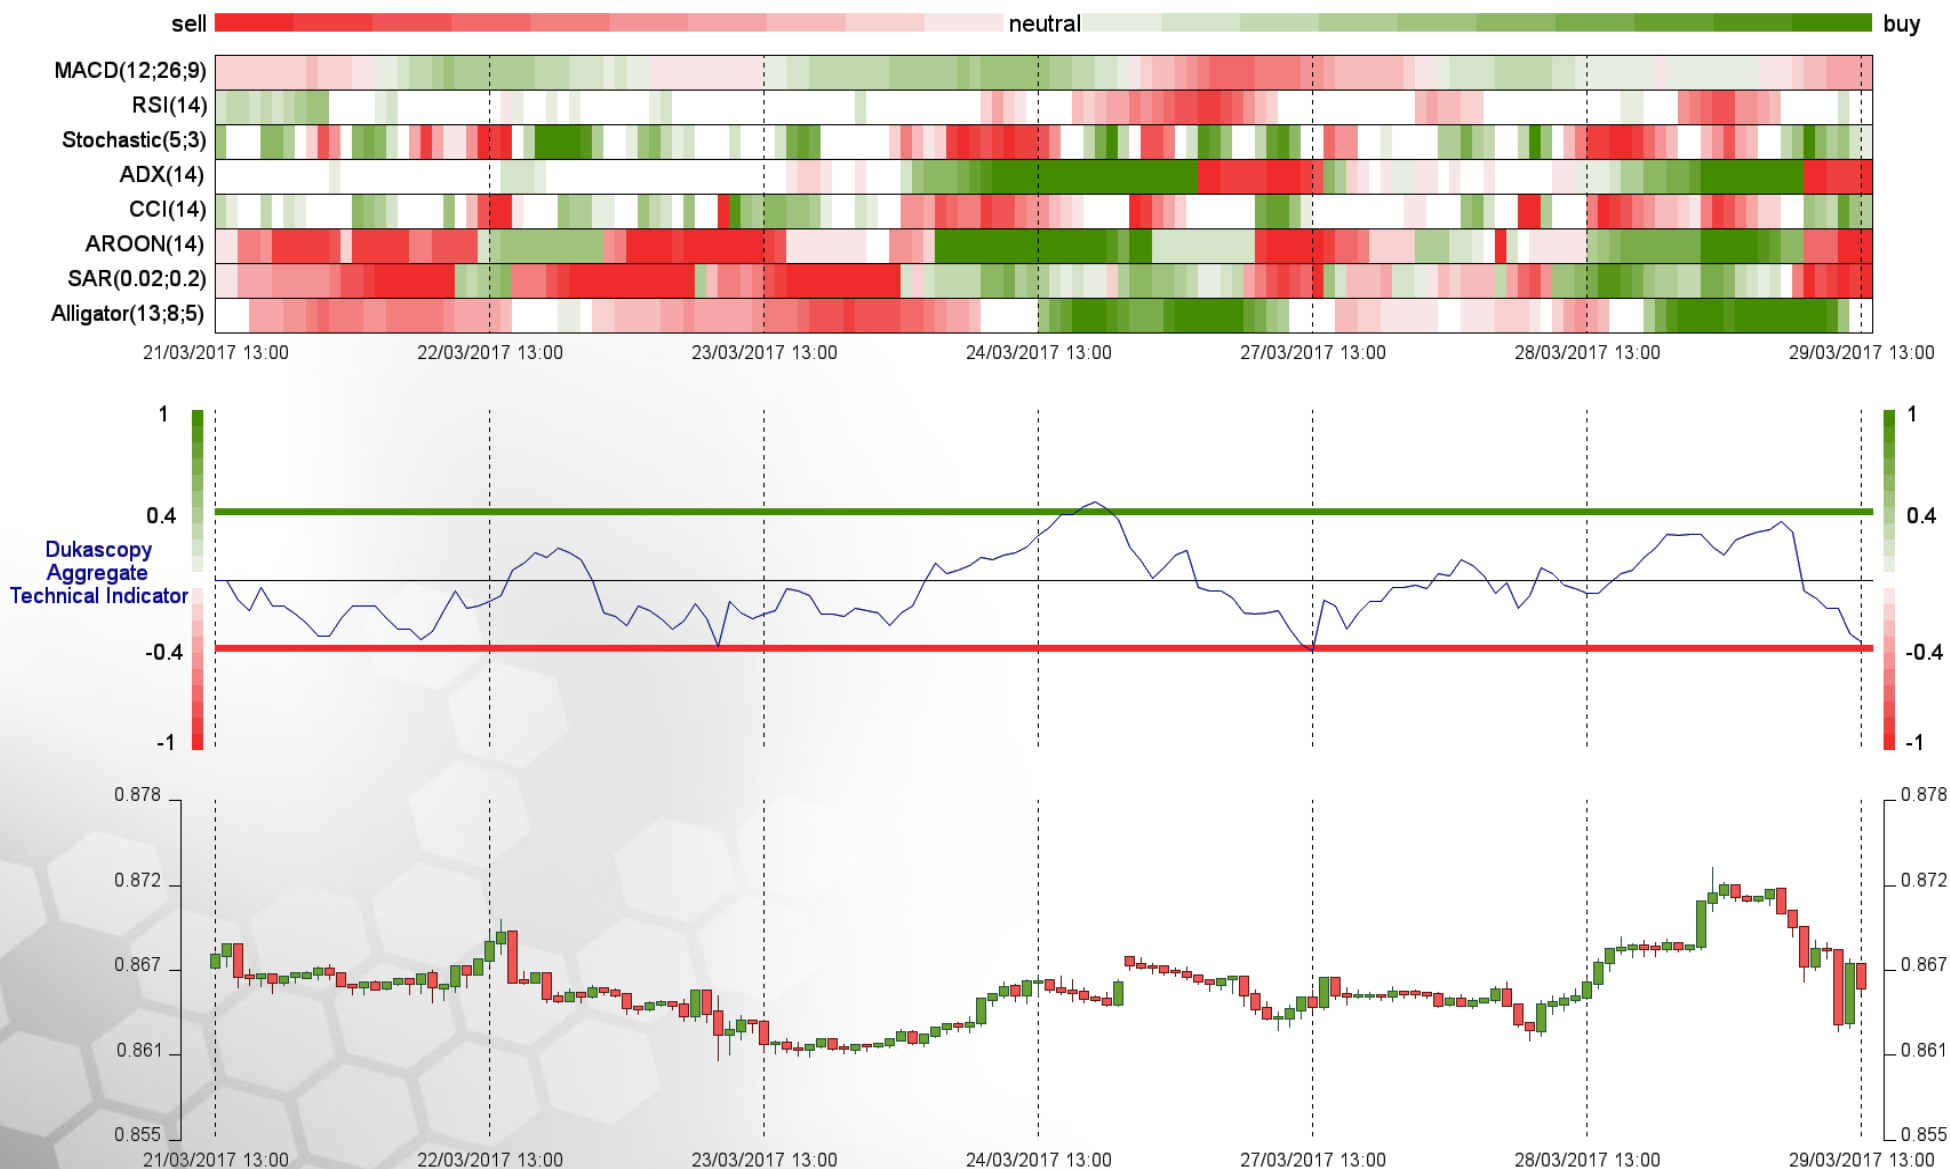 sell neutral buy
MACD(12;26;9)
RSI(14)
Stochastic(5;3)
ADX(14)
CCI(14)
AROON(14)
SAR(0.02;0.2)
Alligator(13;8;5)
21/03/2017 13:00 22/03/2017 13:00 23/03/2017 13:00 24/03/2017 13:00 27/03/2017 13:00 28/03/2017 13:00 29/03/2017 13:00
1 1
0.4 0.4
Dukascopy
Aggregate
Technical Indicator
-0.4 -0.4
-1 -1
0.878 0.878
0.872 0.872
0.867 0.867
0.861 0.861
0.855 0.855
21/03/2017 13:00 22/03/2017 13:00 23/03/2017 13:00 24/03/2017 13:00 27/03/2017 13:00 28/03/2017 13:00 29/03/2017 13:00